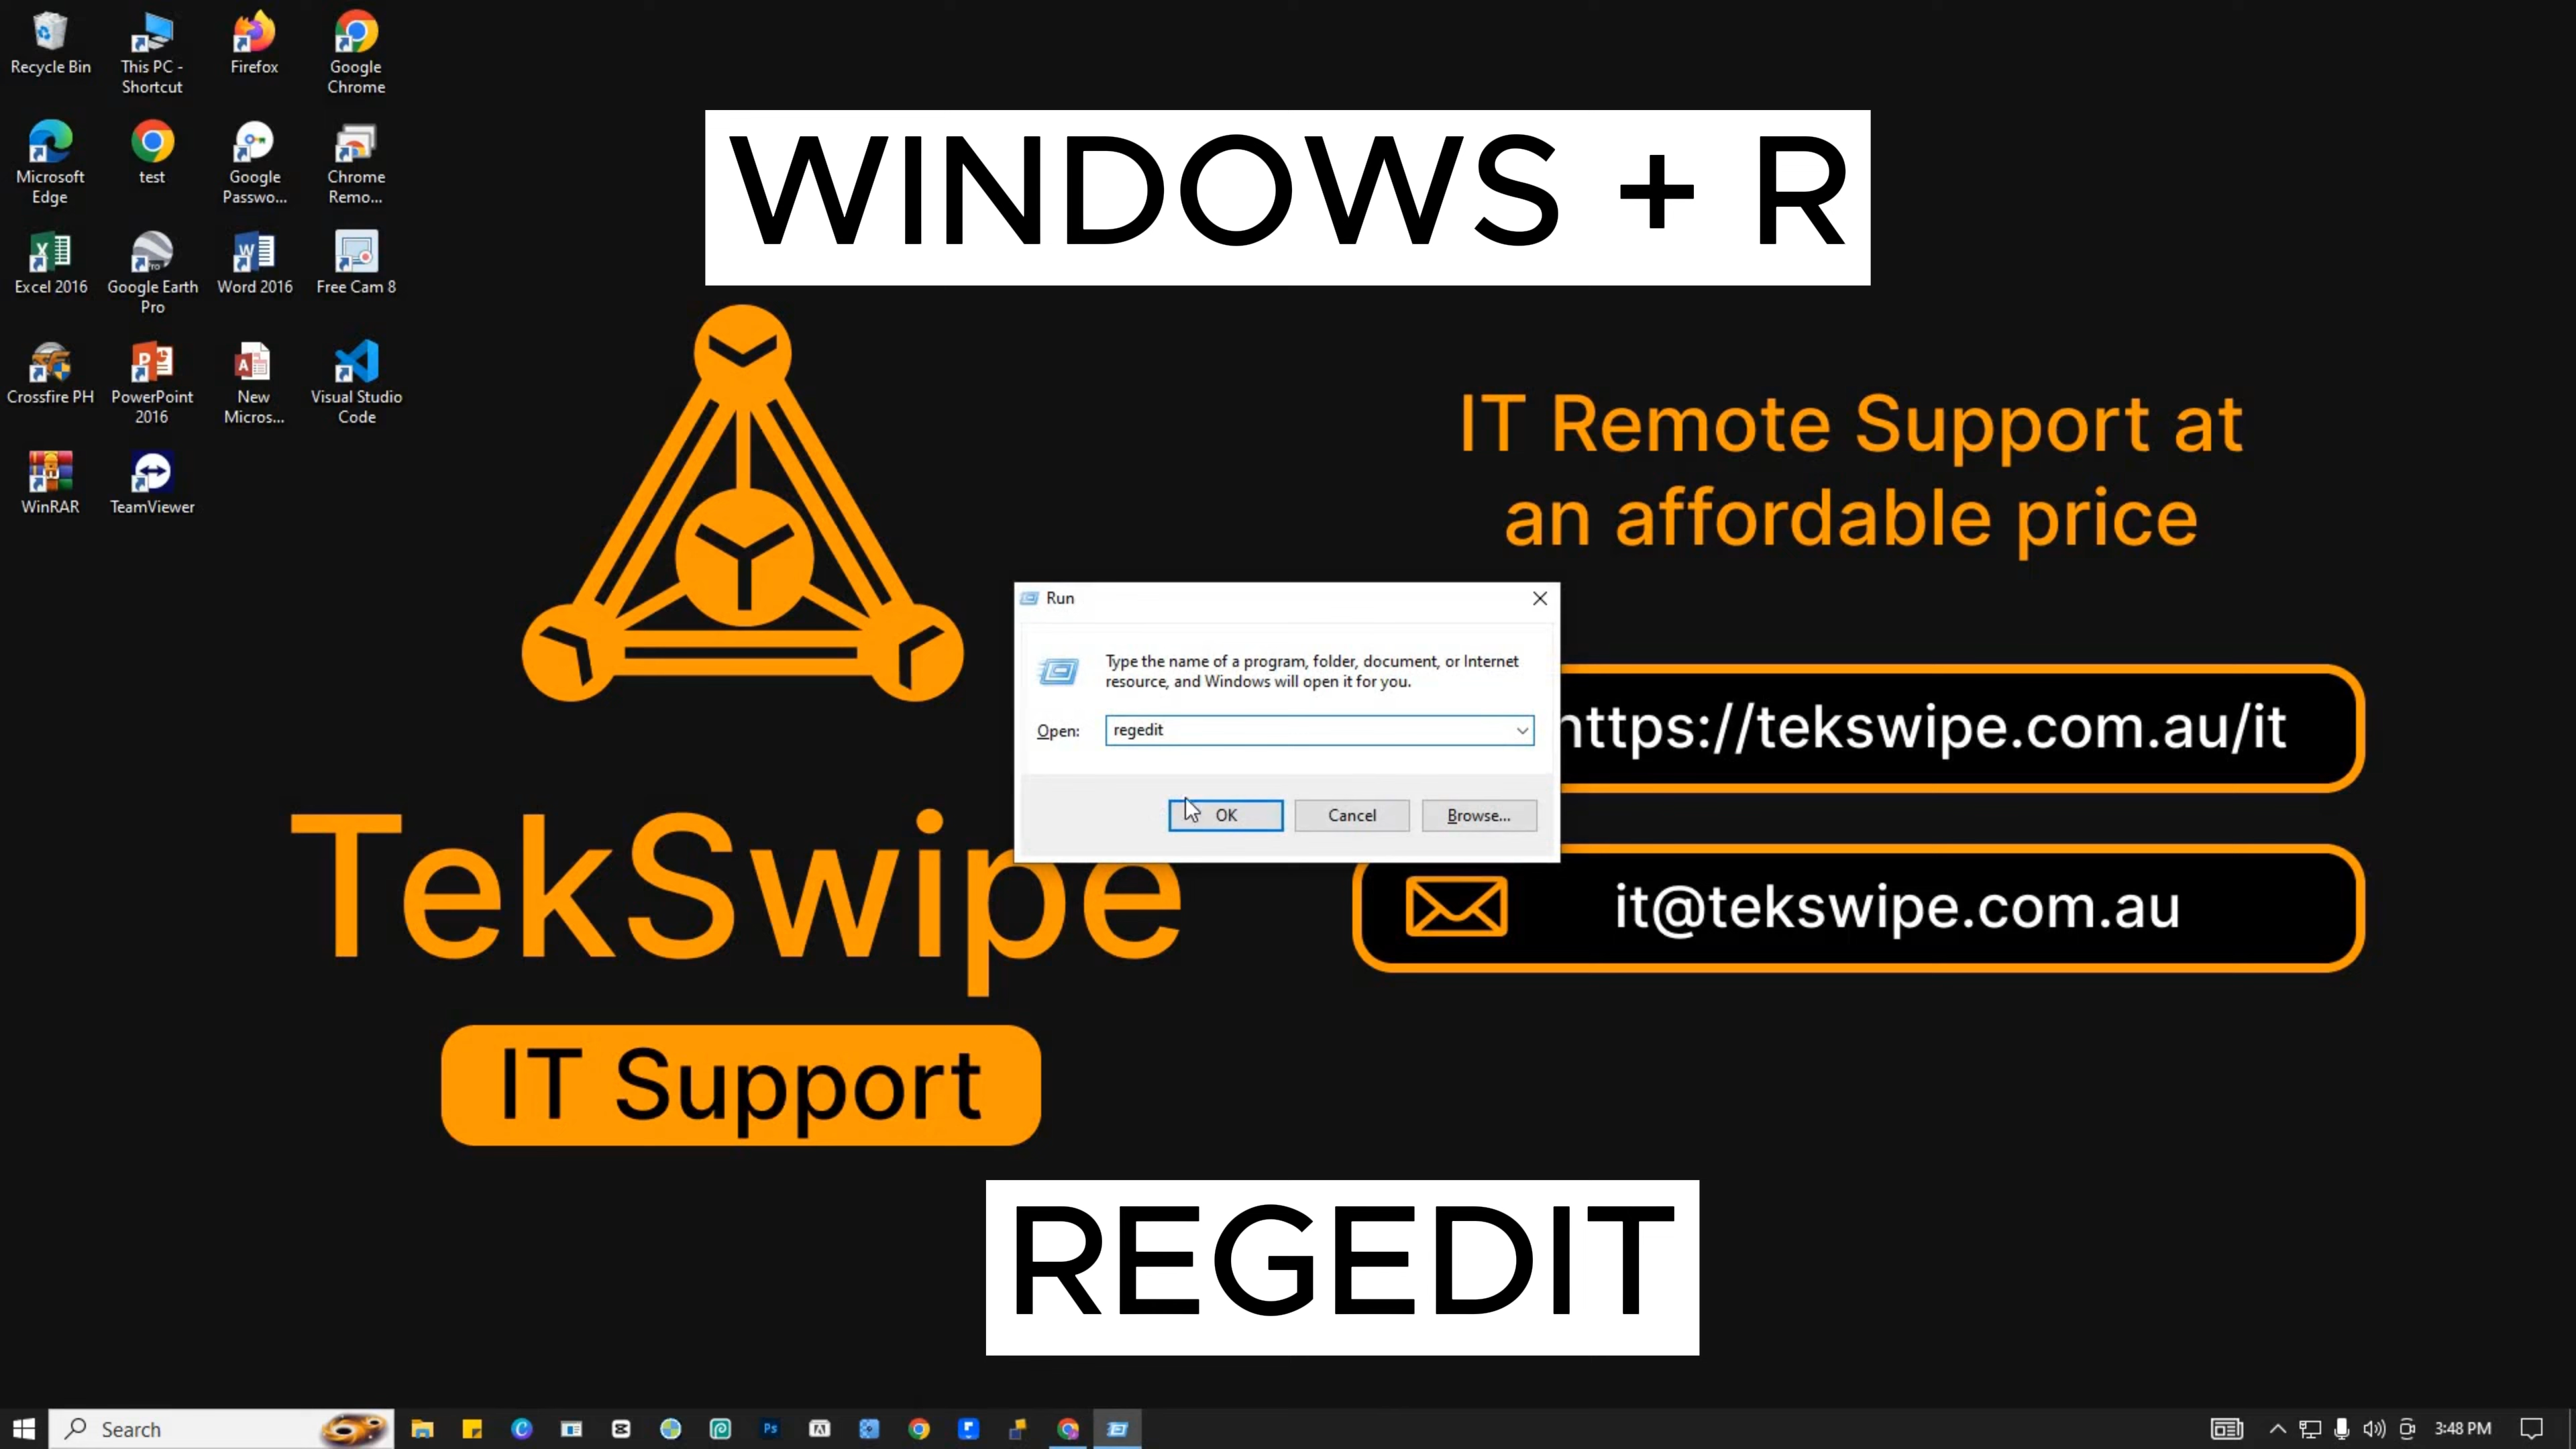 Recycle Bin
This PC -
Shortcut
Firefox
Google
Chrome
Microsoft
Edge
test
Google
Passwo...
Chrome
Remo...
Excel 2016
Google Earth
Pro
Word 2016
Free Cam 8
Crossfire PH
PowerPoint
2016
New
Micros...
Visual Studio
Code
WinRAR
TeamViewer
WINDOWS + R
IT Remote Support at
an affordable price
Run
Type the name of a program, folder, document, or Internet
resource, and Windows will open it for you.
Open:
regedit
OK
Cancel
Browse...
https://tekswipe.com.au/it
it@tekswipe.com.au
TekSwipe
IT Support
REGEDIT
Search
Ps
3:48 PM